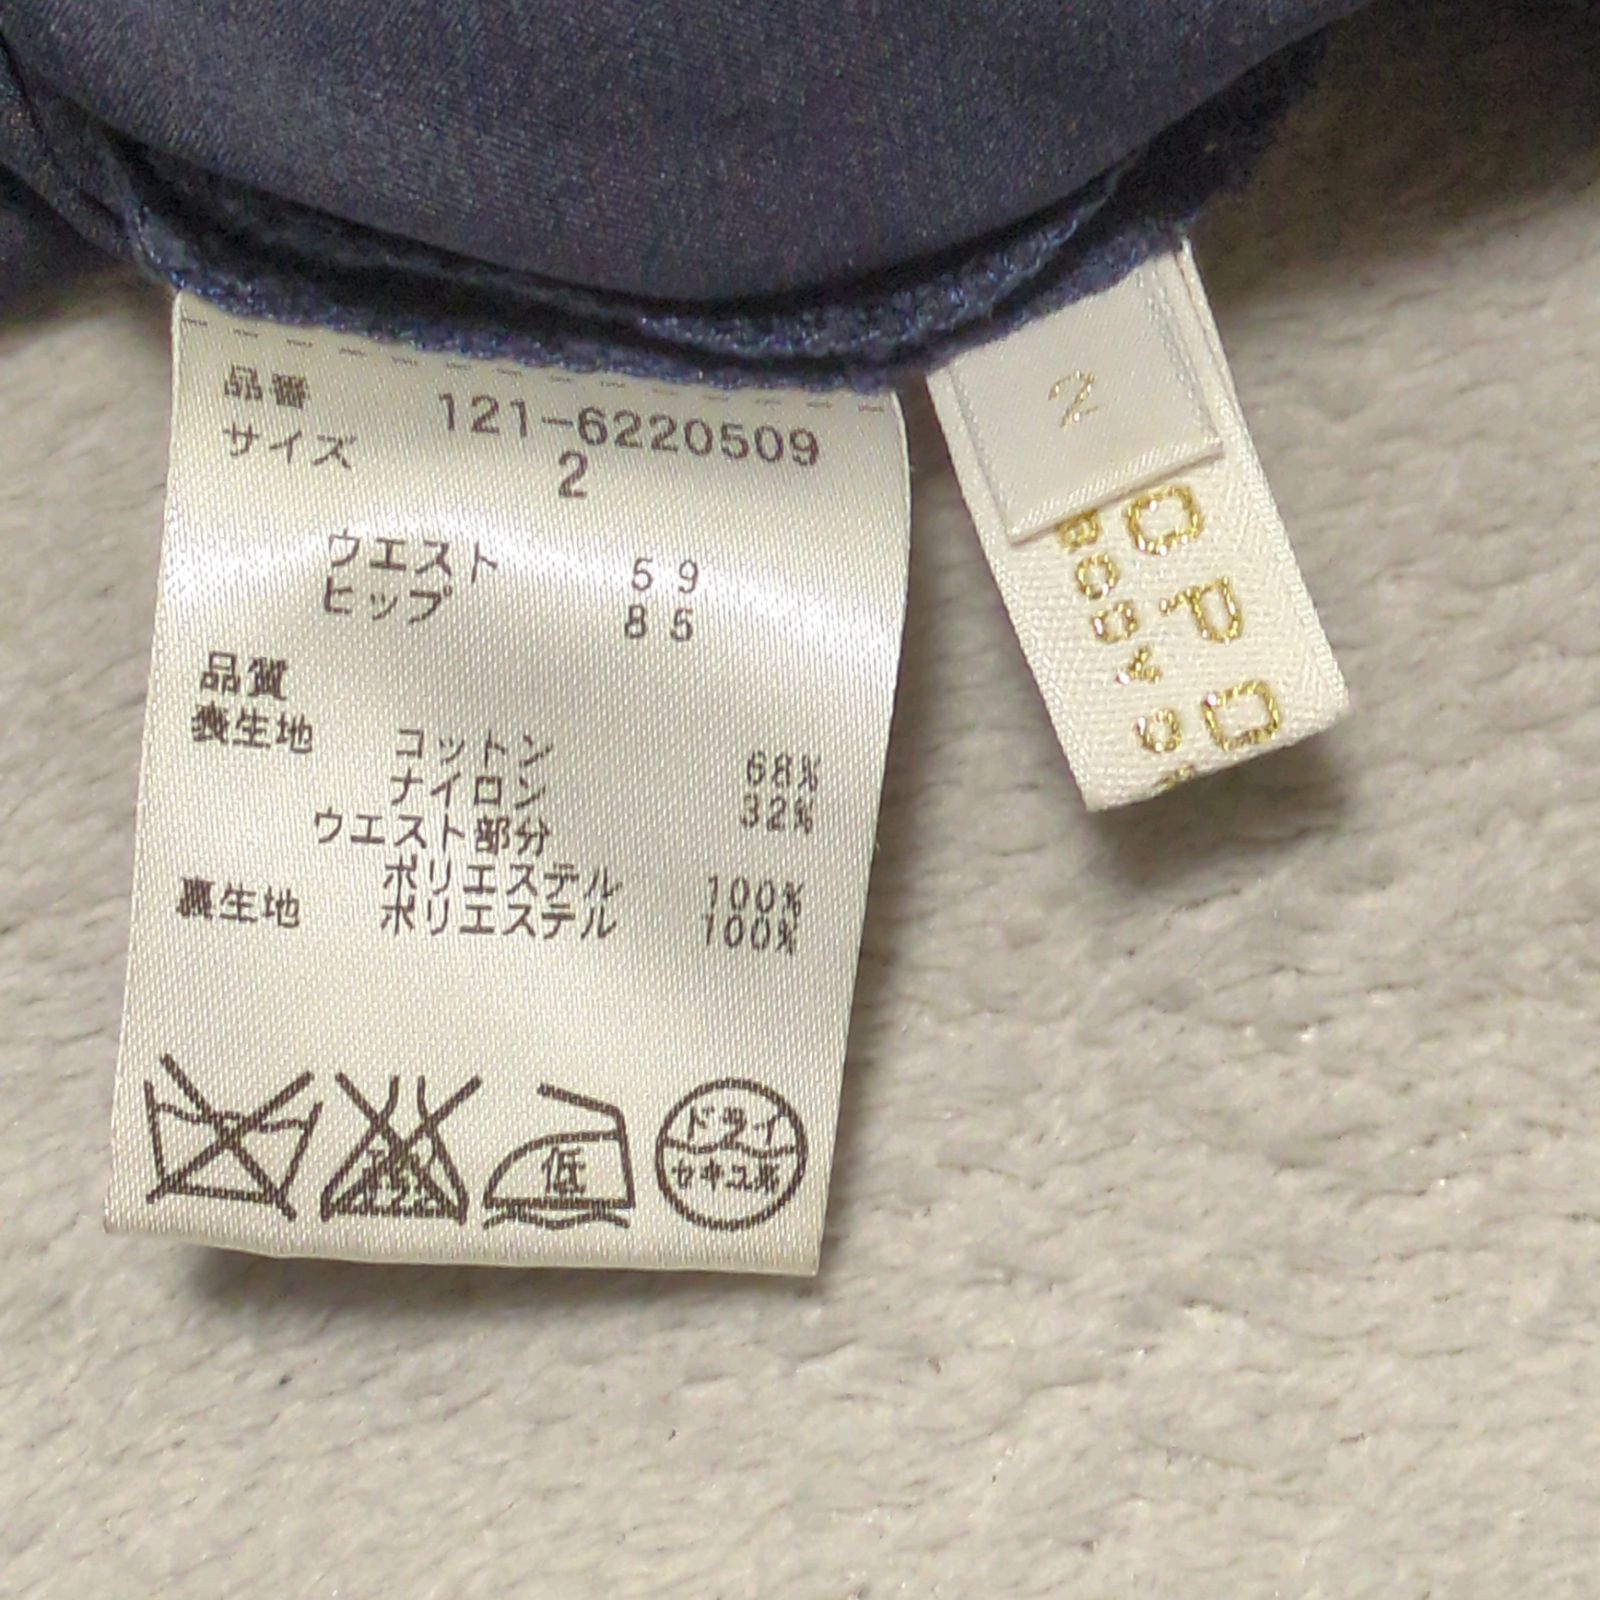 品番 121-6220509
サイズ 2
ウエスト 59
ヒップ 85
品質
表生地 コットン 68%
ナイロン 32%
ウエスト部分
ポリエステル 100%
裏生地 ポリエステル 100%
低
ドライ
セキユ系
2